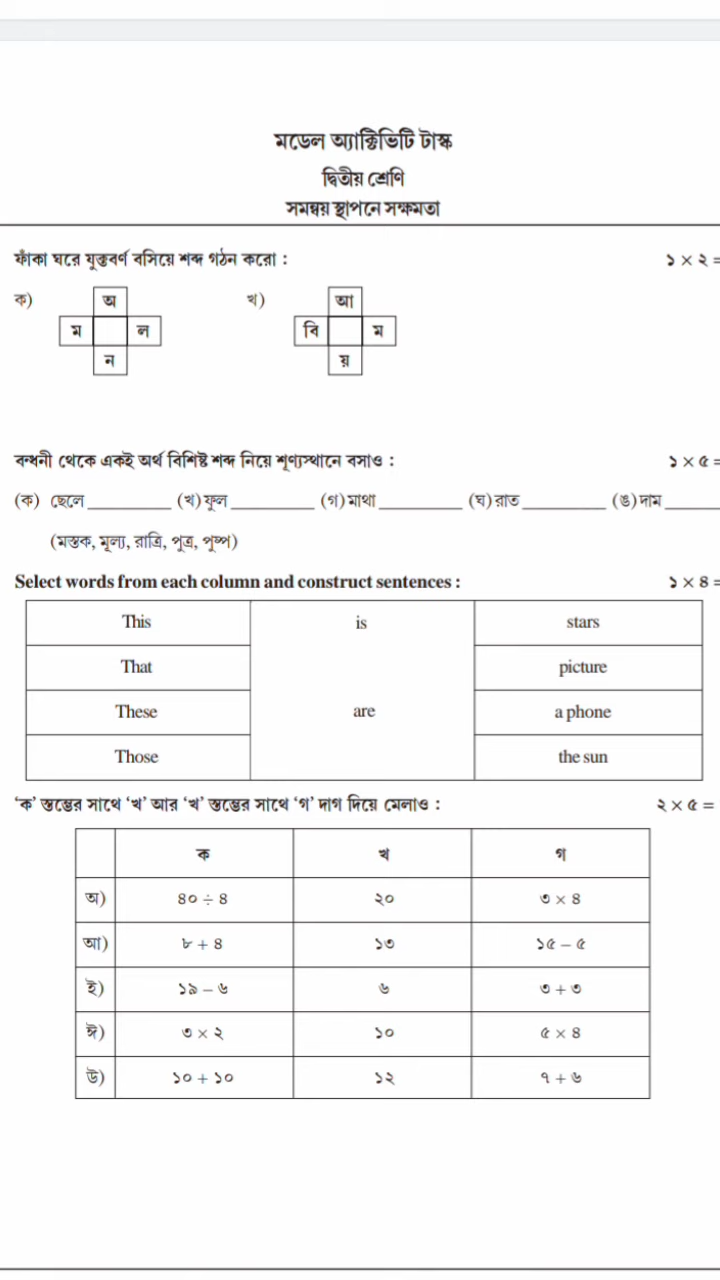 মডেল অ্যাক্টিভিটি টাস্ক
দ্বিতীয় শ্রেণি
সমন্বয় স্থাপনে সক্ষমতা
ফাঁকা ঘরে যুক্তবর্ণ বসিয়ে শব্দ গঠন করো : ১ × ২ =
ক) অ খ) আ
ম ল বি ম
ন য়
বন্ধনী থেকে একই অর্থ বিশিষ্ট শব্দ নিয়ে শূণ্যস্থানে বসাও : ১ × ৫ =
(ক) ছেলে _________ (খ) ফুল _________ (গ) মাথা _________ (ঘ) রাত _________ (ঙ) দাম ______
(মস্তক, মূল্য, রাত্রি, পুত্র, পুষ্প)
Select words from each column and construct sentences : ১ × ৪ =
This is stars
That picture
These are a phone
Those the sun
‘ক’ স্তম্ভের সাথে ‘খ’ আর ‘খ’ স্তম্ভের সাথে ‘গ’ দাগ দিয়ে মেলাও : ২ × ৫ =
ক খ গ
অ) ৪০ ÷ ৪ ২০ ৩ × ৪
আ) ৮ + ৪ ১৩ ১৫ – ৫
ই) ১৯ – ৬ ৬ ৩ + ৩
ঈ) ৩ × ২ ১০ ৫ × ৪
উ) ১০ + ১০ ১২ ৭ + ৬